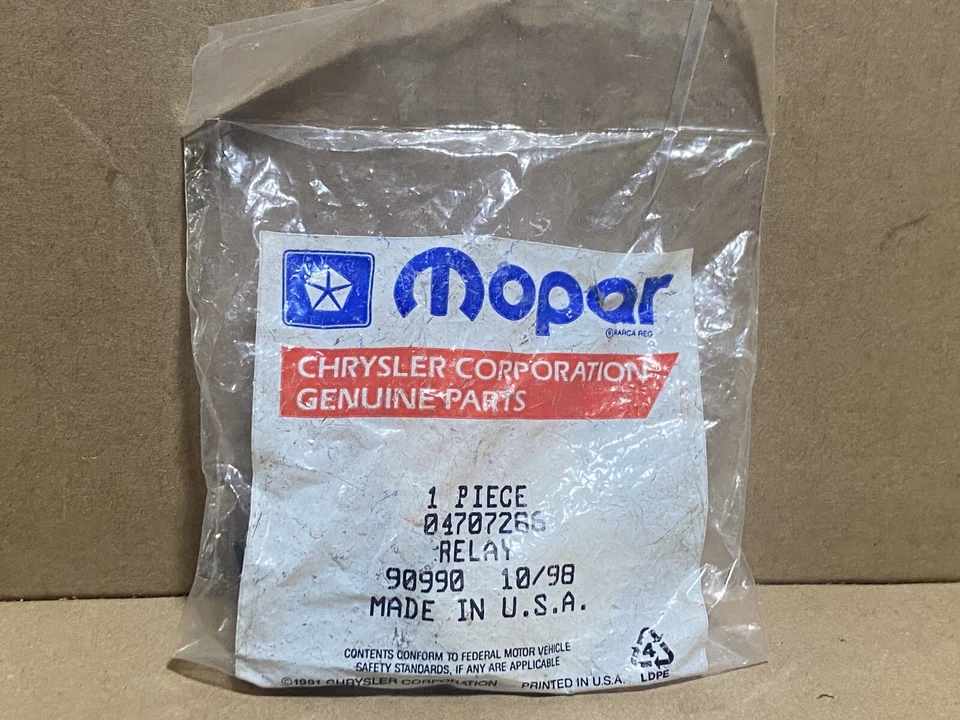 Mopar
®MARCA REG
CHRYSLER CORPORATION
GENUINE PARTS
1 PIECE
04707286
RELAY
90990 10/98
MADE IN U.S.A.
CONTENTS CONFORM TO FEDERAL MOTOR VEHICLE
SAFETY STANDARDS, IF ANY ARE APPLICABLE
4
LDPE
©1991 CHRYSLER CORPORATION PRINTED IN U.S.A.